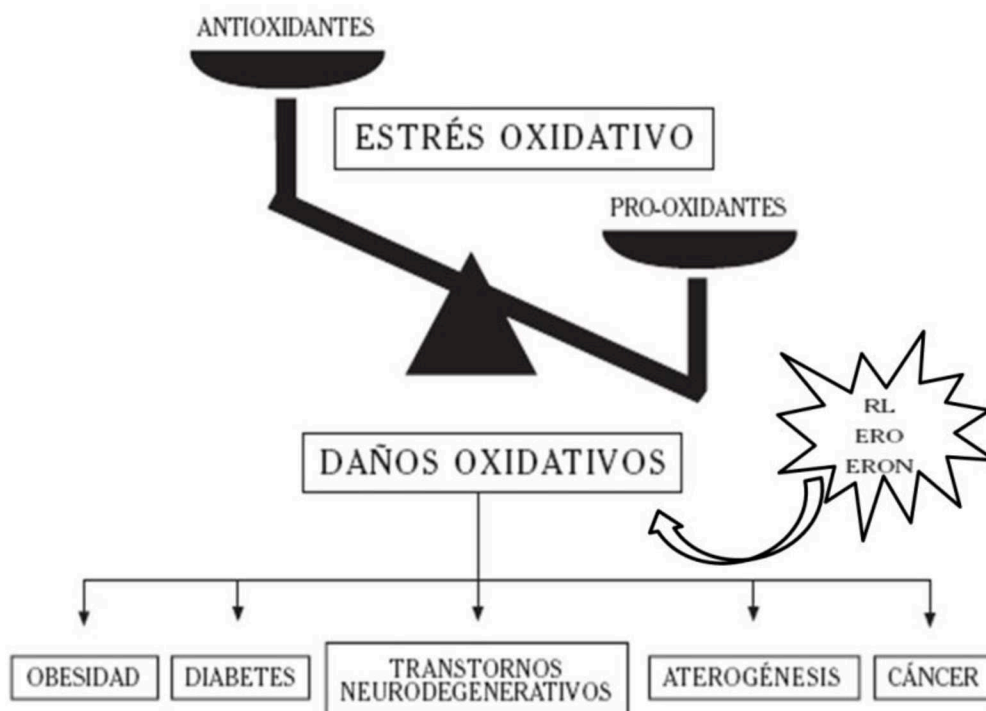 ANTIOXIDANTES
ESTRÉS OXIDATIVO
PRO-OXIDANTES
RL
ERO
ERON
DAÑOS OXIDATIVOS
OBESIDAD
DIABETES
TRANSTORNOS
NEURODEGENERATIVOS
ATEROGÉNESIS
CÁNCER